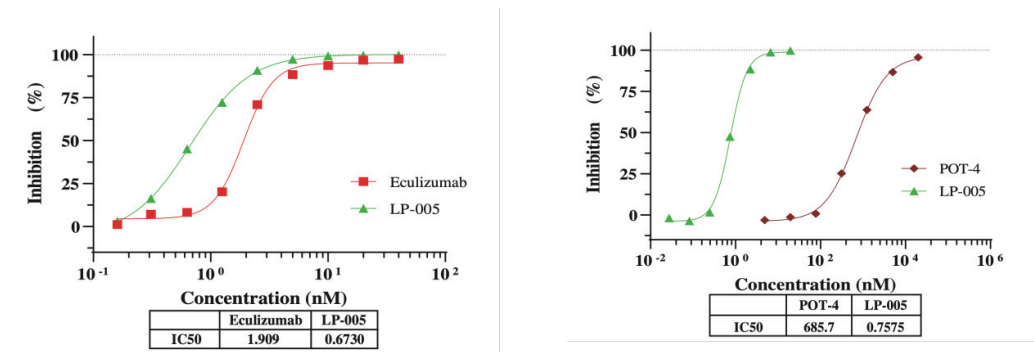 100
75
50
25
0
Inhibition (%)
Eculizumab
LP-005
10 -1
10 0
10 1
10 2
Concentration (nM)
Eculizumab LP-005
IC50 1.909 0.6730
100
75
50
25
0
Inhibition (%)
POT-4
LP-005
10 -2
10 0
10 2
10 4
10 6
Concentration (nM)
POT-4 LP-005
IC50 685.7 0.7575